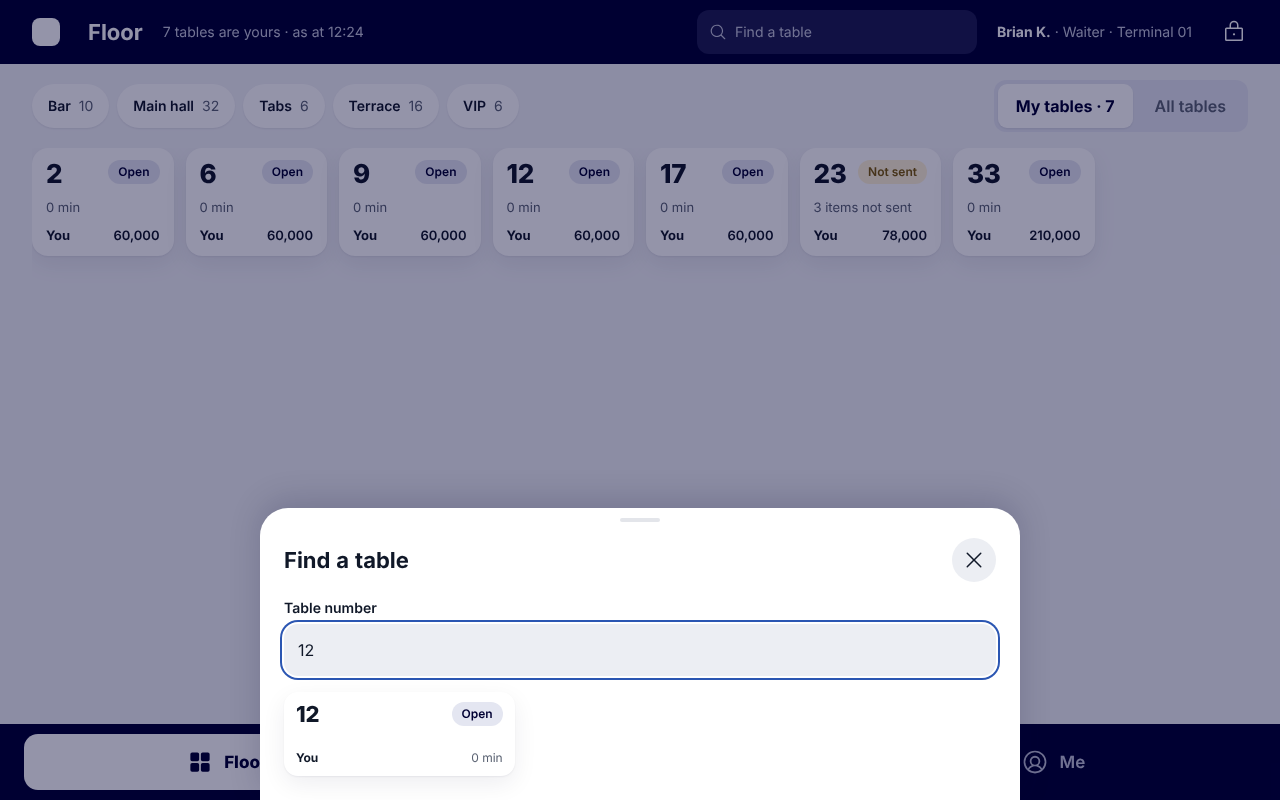 Floor
7 tables are yours · as at 12:24
Find a table
Brian K. · Waiter · Terminal 01
Bar 10
Main hall 32
Tabs 6
Terrace 16
VIP 6
My tables · 7
All tables
2 Open
0 min
You 60,000
6 Open
0 min
You 60,000
9 Open
0 min
You 60,000
12 Open
0 min
You 60,000
17 Open
0 min
You 60,000
23 Not sent
3 items not sent
You 78,000
33 Open
0 min
You 210,000
Find a table
Table number
12
12 Open
You 0 min
Floo
Me